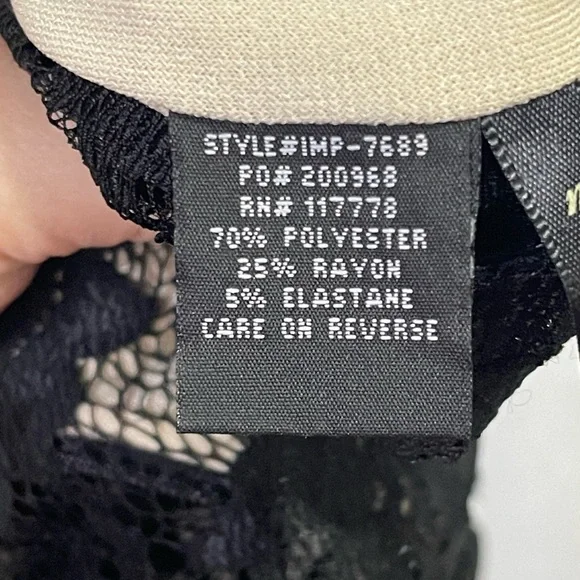 STYLE#IMP-7689
PO# 200968
RN# 117778
70% POLYESTER
25% RAYON
5% ELASTANE
CARE ON REVERSE